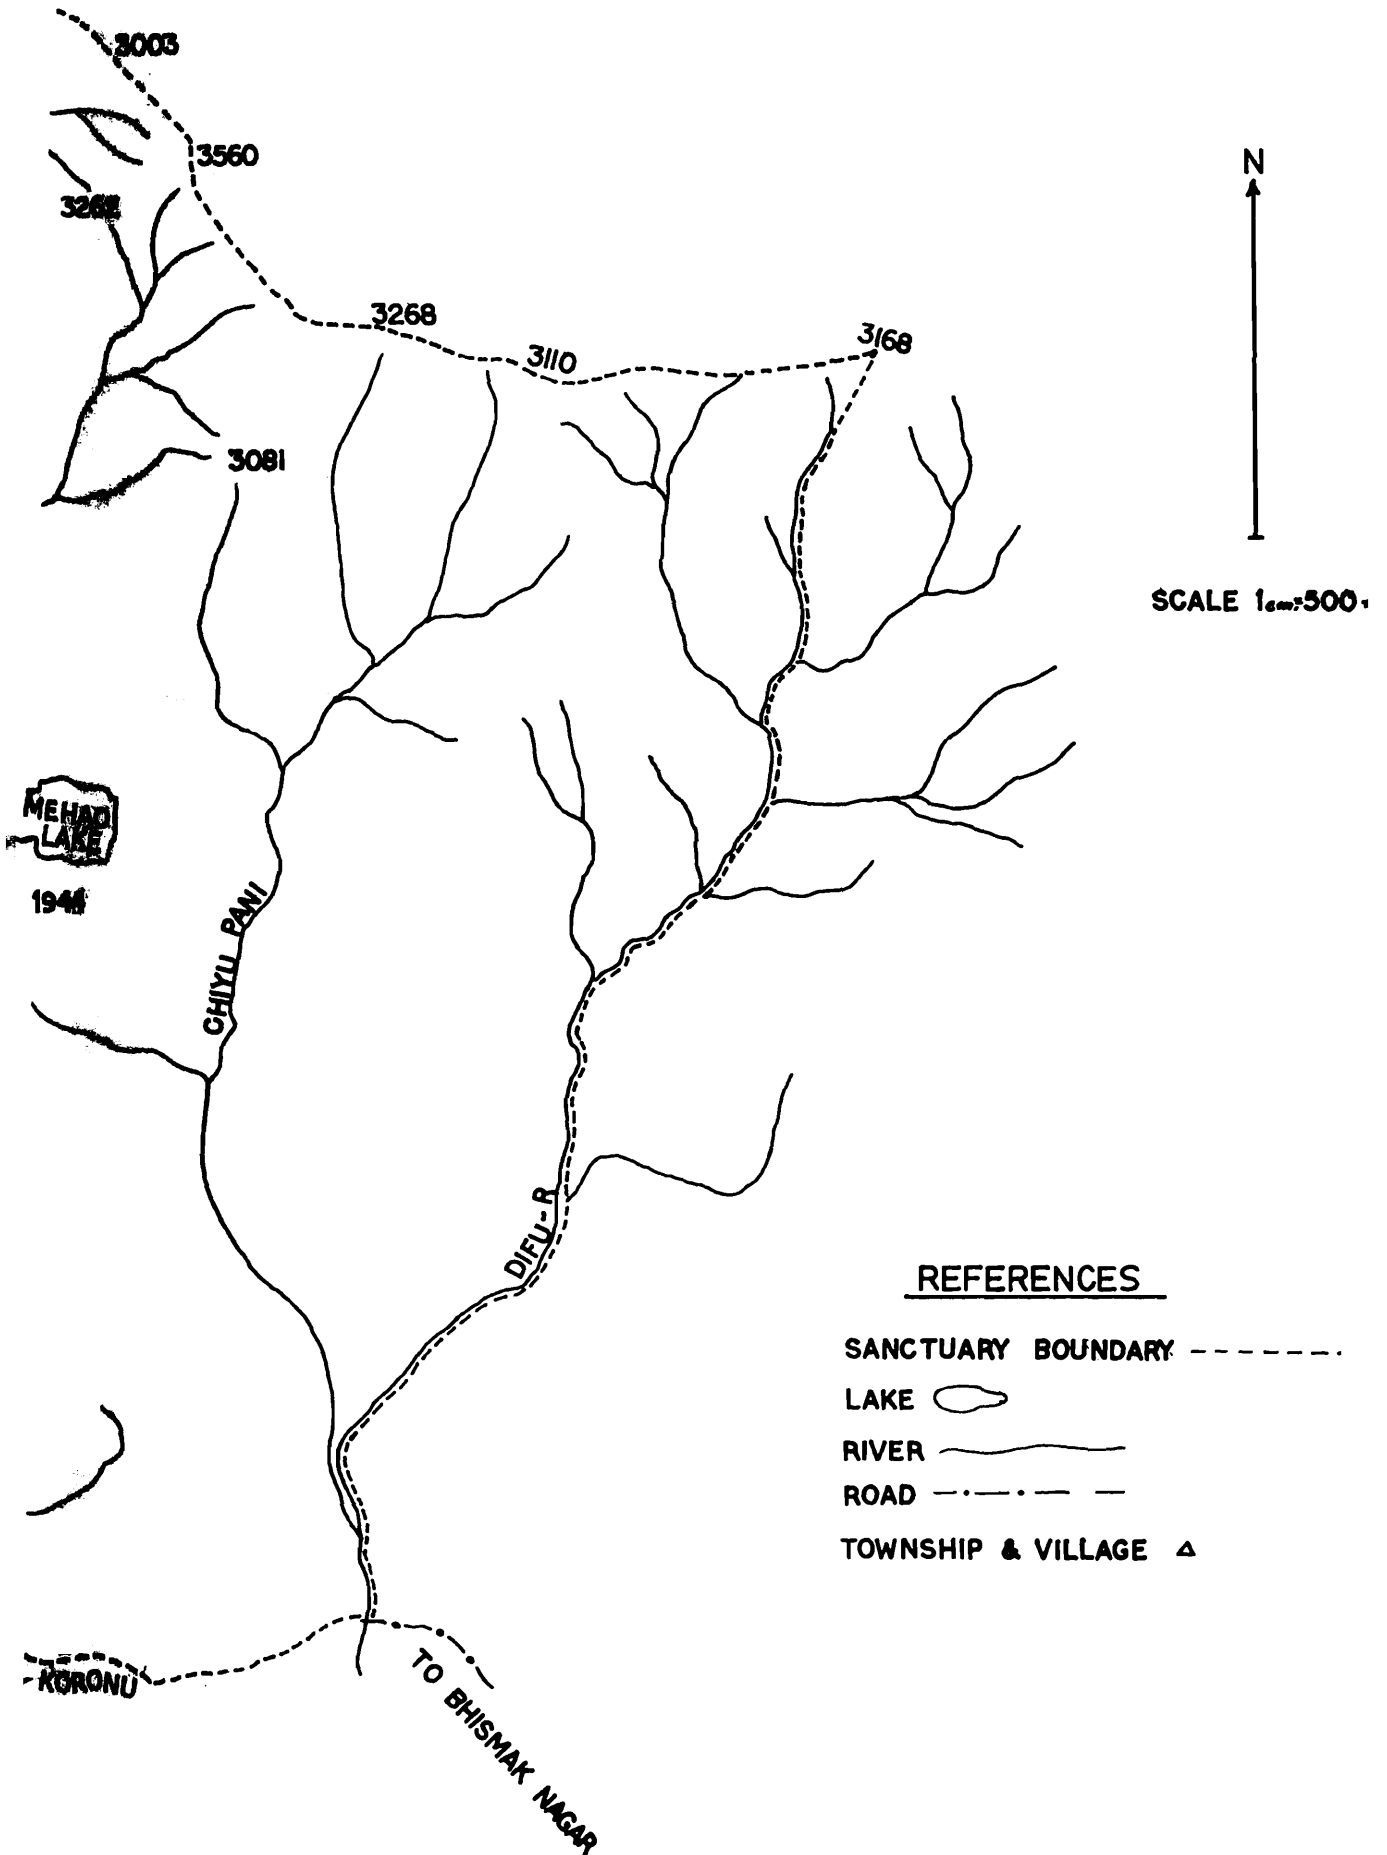 3003
3560
N
3268
3168
3110
3081
SCALE 1cm=500
MEHAO
LAKE
CHIYU PANI
DIFU-R
REFERENCES
SANCTUARY BOUNDARY
LAKE
RIVER
ROAD
TOWNSHIP & VILLAGE
KORONU
TO BHISMAK NAGAR